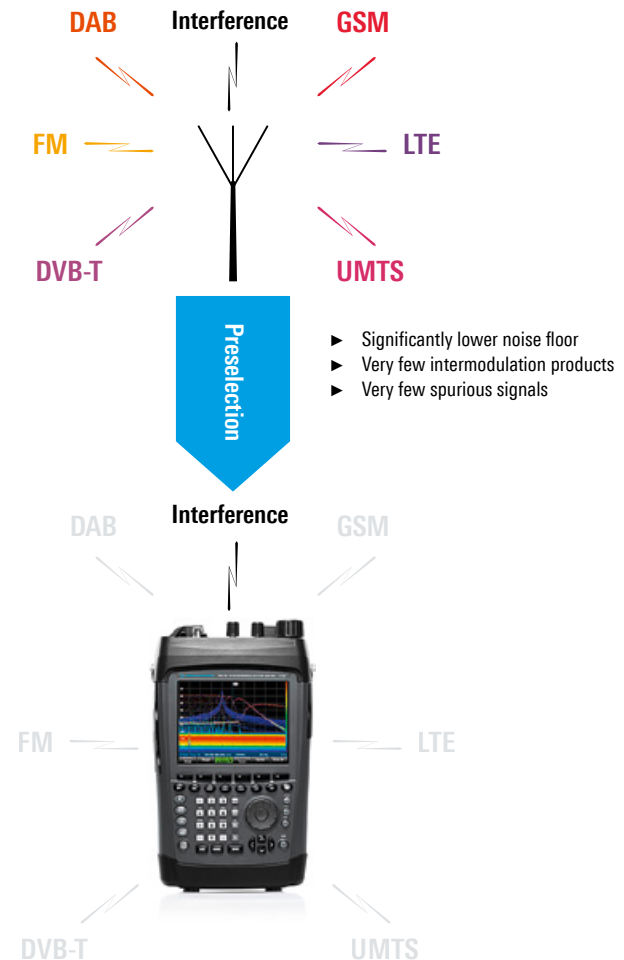 DAB
Interference
GSM
FM
LTE
DVB-T
UMTS
Preselection
► Significantly lower noise floor
► Very few intermodulation products
► Very few spurious signals
Interference
DAB
GSM
FM
LTE
DVB-T
UMTS